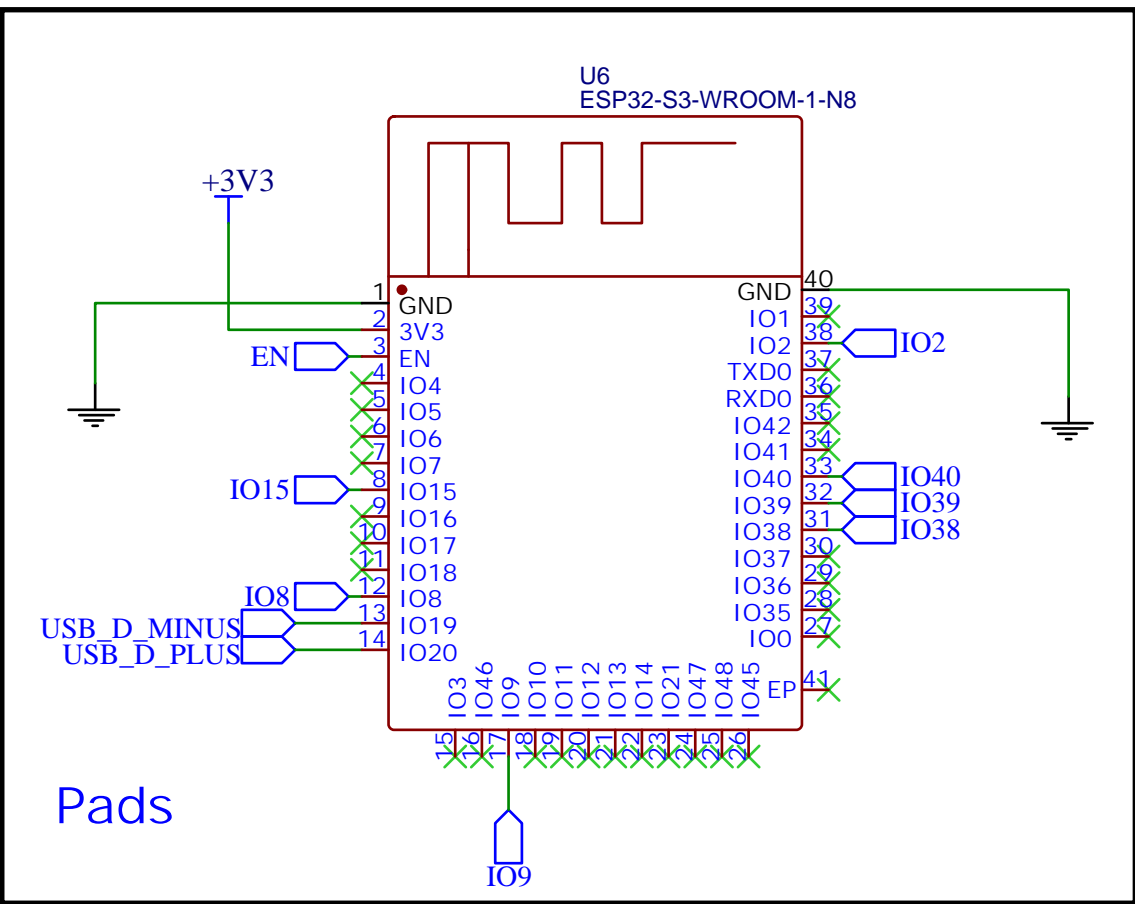 U6
ESP32-S3-WROOM-1-N8
+3V3
1 GND
2 3V3
EN 3 EN
4 IO4
5 IO5
6 IO6
7 IO7
IO15 8 IO15
9 IO16
10 IO17
11 IO18
IO8 12 IO8
USB_D_MINUS 13 IO19
USB_D_PLUS 14 IO20
GND 40
IO1 39
IO2 38 IO2
TXD0 37
RXD0 36
IO42 35
IO41 34
IO40 33 IO40
IO39 32 IO39
IO38 31 IO38
IO37 30
IO36 29
IO35 28
IO0 27
EP 41
IO3 IO46 IO9 IO10 IO11 IO12 IO13 IO14 IO21 IO47 IO48 IO45
15 16 17 18 19 20 21 22 23 24 25 26
Pads
IO9